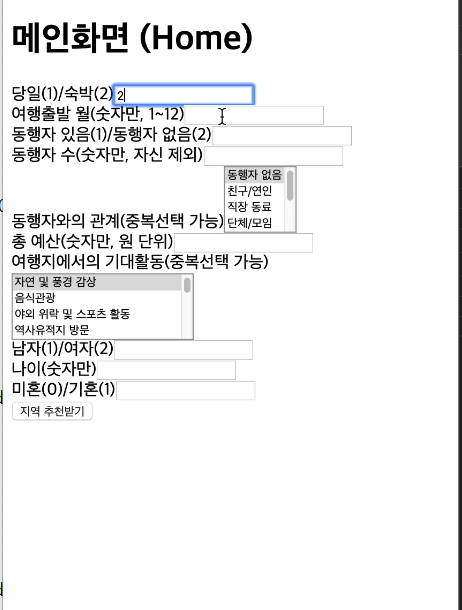 메인화면 (Home)
당일(1)/숙박(2) 2
여행출발 월(숫자만, 1~12)
동행자 있음(1)/동행자 없음(2)
동행자 수(숫자만, 자신 제외)
동행자 없음
친구/연인
직장 동료
단체/모임
동행자와의 관계(중복선택 가능)
총 예산(숫자만, 원 단위)
여행지에서의 기대활동(중복선택 가능)
자연 및 풍경 감상
음식관광
야외 위락 및 스포츠 활동
역사유적지 방문
남자(1)/여자(2)
나이(숫자만)
미혼(0)/기혼(1)
지역 추천받기